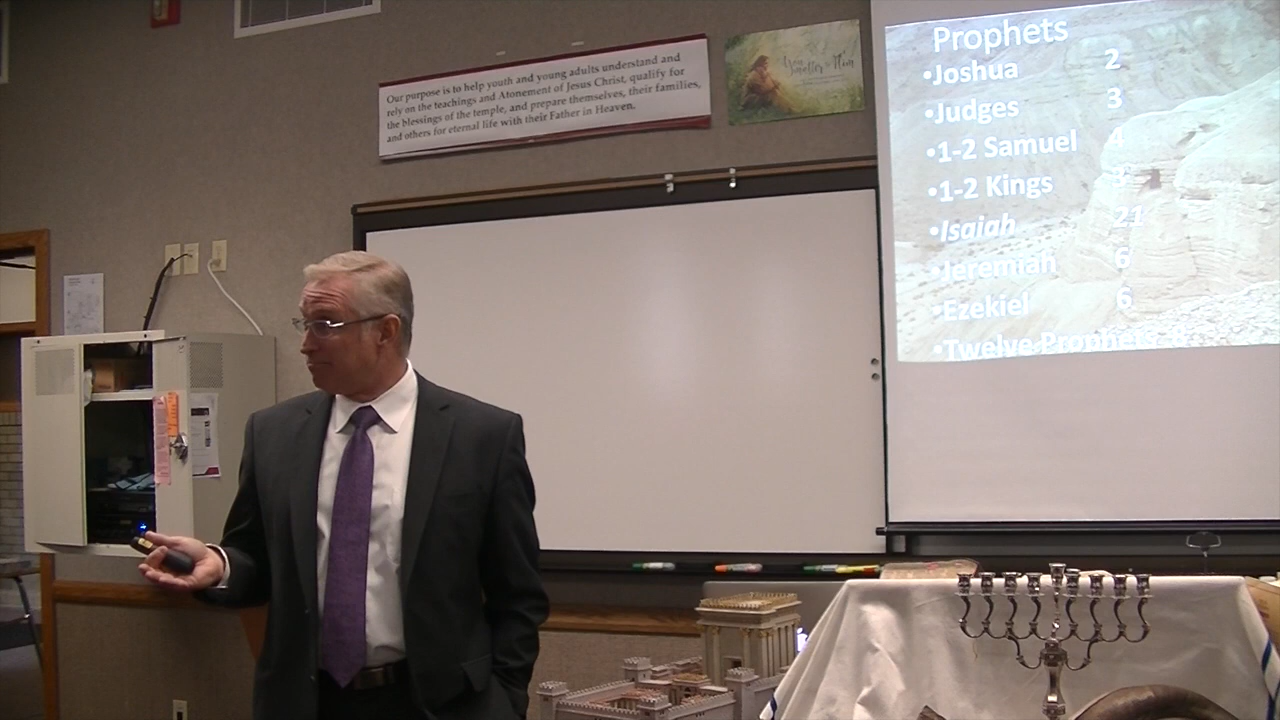 Our purpose is to help youth and young adults understand and
rely on the teachings and Atonement of Jesus Christ, qualify for
the blessings of the temple, and prepare themselves, their families,
and others for eternal life with their Father in Heaven.
Prophets
•Joshua 2
•Judges 3
•1-2 Samuel 4
•1-2 Kings
•Isaiah 21
•Jeremiah 6
•Ezekiel 6
•Twelve Prophets